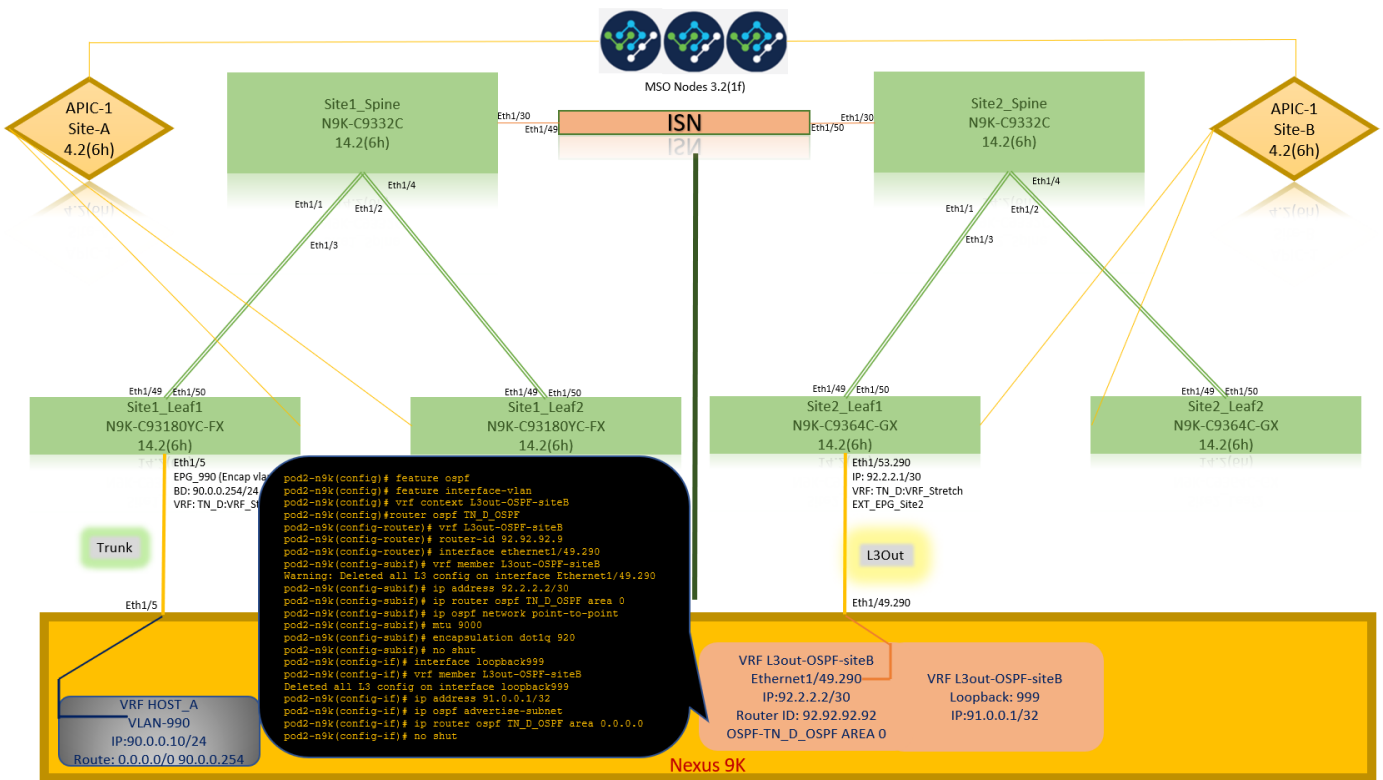 MSO Nodes 3.2(1f)
APIC-1
Site-A
4.2(6h)
Site1_Spine
N9K-C9332C
14.2(6h)
Eth1/30
Eth1/49
ISN
Eth1/50
Eth1/30
Site2_Spine
N9K-C9332C
14.2(6h)
APIC-1
Site-B
4.2(6h)
Eth1/4
Eth1/1
Eth1/2
Eth1/3
Eth1/4
Eth1/1
Eth1/2
Eth1/3
Eth1/49
Eth1/50
Site1_Leaf1
N9K-C93180YC-FX
14.2(6h)
Eth1/49
Eth1/50
Site1_Leaf2
N9K-C93180YC-FX
14.2(6h)
Eth1/49
Eth1/50
Site2_Leaf1
N9K-C9364C-GX
14.2(6h)
Eth1/49
Eth1/50
Site2_Leaf2
N9K-C9364C-GX
14.2(6h)
Eth1/5
EPG_990 (Encap vla
BD: 90.0.0.254/24
VRF: TN_D:VRF_St
Trunk
Eth1/5
Eth1/53.290
IP: 92.2.2.1/30
VRF: TN_D:VRF_Stretch
EXT_EPG_Site2
L3Out
Eth1/49.290
pod2-n9k(config)# feature ospf
pod2-n9k(config)# feature interface-vlan
pod2-n9k(config)# vrf context L3out-OSPF-siteB
pod2-n9k(config)#router ospf TN_D_OSPF
pod2-n9k(config-router)# vrf L3out-OSPF-siteB
pod2-n9k(config-router)# router-id 92.92.92.9
pod2-n9k(config-router)# interface ethernet1/49.290
pod2-n9k(config-subif)# vrf member L3out-OSPF-siteB
Warning: Deleted all L3 config on interface Ethernet1/49.290
pod2-n9k(config-subif)# ip address 92.2.2.2/30
pod2-n9k(config-subif)# ip router ospf TN_D_OSPF area 0
pod2-n9k(config-subif)# ip ospf network point-to-point
pod2-n9k(config-subif)# mtu 9000
pod2-n9k(config-subif)# encapsulation dot1q 920
pod2-n9k(config-subif)# no shut
pod2-n9k(config-if)# interface loopback999
pod2-n9k(config-if)# vrf member L3out-OSPF-siteB
Deleted all L3 config on interface loopback999
pod2-n9k(config-if)# ip address 91.0.0.1/32
pod2-n9k(config-if)# ip ospf advertise-subnet
pod2-n9k(config-if)# ip router ospf TN_D_OSPF area 0.0.0.0
pod2-n9k(config-if)# no shut
VRF HOST_A
VLAN-990
IP:90.0.0.10/24
Route: 0.0.0.0/0 90.0.0.254
VRF L3out-OSPF-siteB
Ethernet1/49.290
IP:92.2.2.2/30
Router ID: 92.92.92.92
OSPF-TN_D_OSPF AREA 0
VRF L3out-OSPF-siteB
Loopback: 999
IP:91.0.0.1/32
Nexus 9K